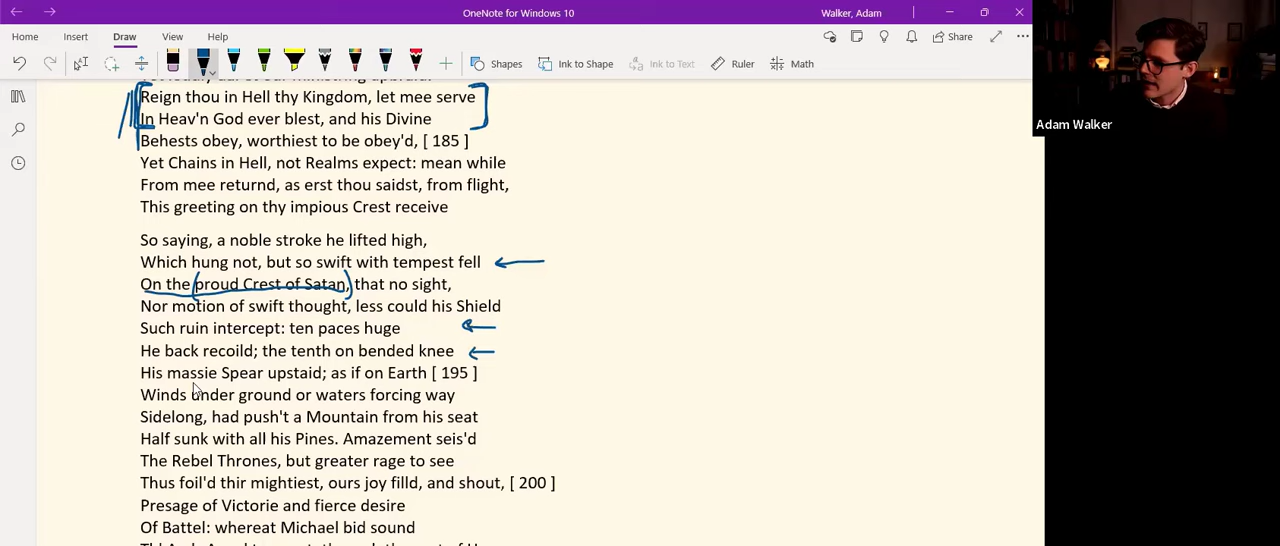 OneNote for Windows 10
Walker, Adam
Home Insert Draw View Help
Share
Shapes Ink to Shape Ink to Text Ruler Math
Adam Walker
Reign thou in Hell thy Kingdom, let mee serve
In Heav'n God ever blest, and his Divine
Behests obey, worthiest to be obey'd, [ 185 ]
Yet Chains in Hell, not Realms expect: mean while
From mee returnd, as erst thou saidst, from flight,
This greeting on thy impious Crest receive
So saying, a noble stroke he lifted high,
Which hung not, but so swift with tempest fell
On the proud Crest of Satan, that no sight,
Nor motion of swift thought, less could his Shield
Such ruin intercept: ten paces huge
He back recoild; the tenth on bended knee
His massie Spear upstaid; as if on Earth [ 195 ]
Winds under ground or waters forcing way
Sidelong, had push't a Mountain from his seat
Half sunk with all his Pines. Amazement seis'd
The Rebel Thrones, but greater rage to see
Thus foil'd thir mightiest, ours joy filld, and shout, [ 200 ]
Presage of Victorie and fierce desire
Of Battel: whereat Michael bid sound